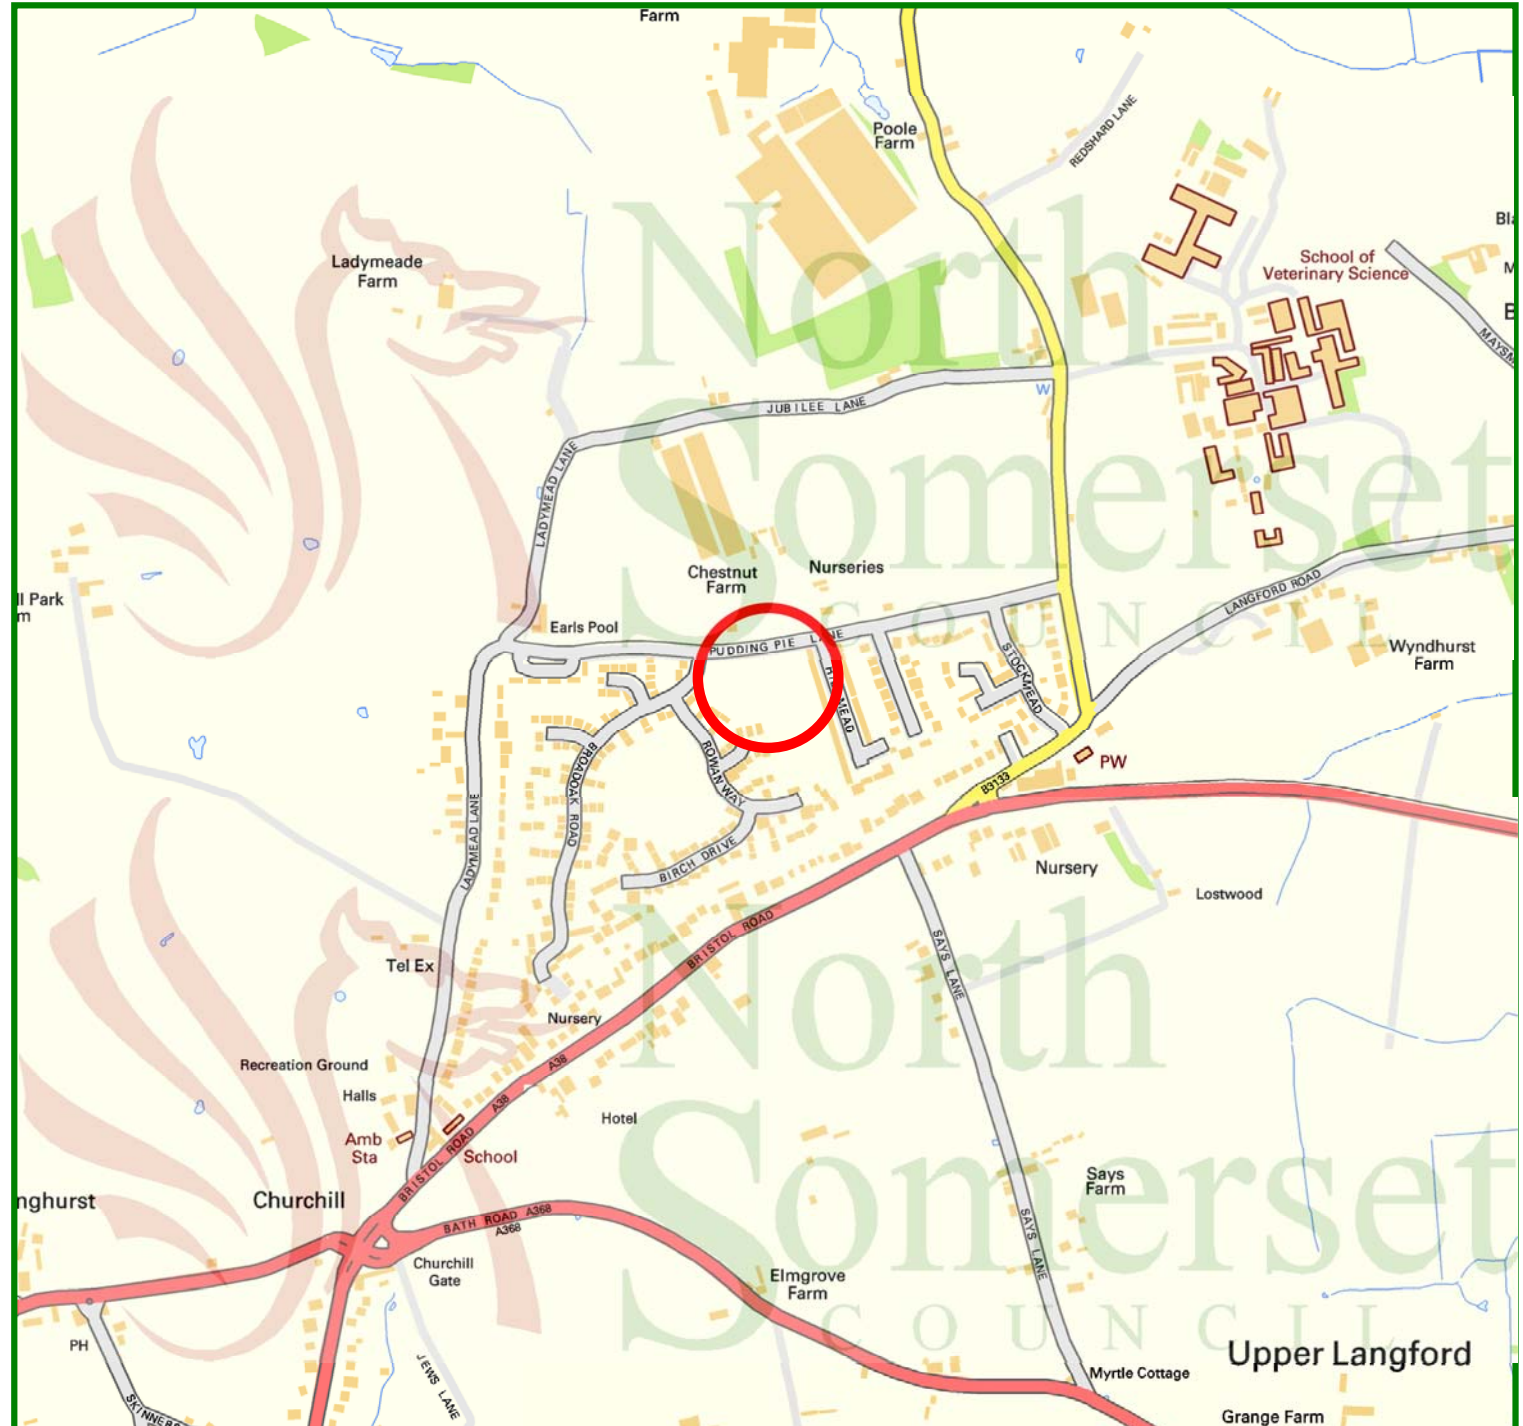 Farm
Poole
Farm
REDSHARD LANE
Ladymeade
Farm
School of
Veterinary Science
North
Somerset
COUNCIL
JUBILEE LANE
W
LADYMEAD LANE
Chestnut
Farm
Nurseries
Earls Pool
PUDDING PIE LANE
STOCKMEAD
LANGFORD ROAD
Wyndhurst
Farm
BROADOAK ROAD
ROWAN WAY
BIRCH DRIVE
LADYMEAD LANE
B3133
PW
Nursery
Lostwood
BRISTOL ROAD
SAYS LANE
Tel Ex
Nursery
North
Somerset
COUNCIL
Recreation Ground
Halls
A38
A38
Hotel
Amb
Sta
School
BRISTOL ROAD
Says
Farm
Churchill
BATH ROAD A368
A368
Churchill
Gate
SAYS LANE
Elmgrove
Farm
PH
JEWS LANE
Upper Langford
Myrtle Cottage
Grange Farm